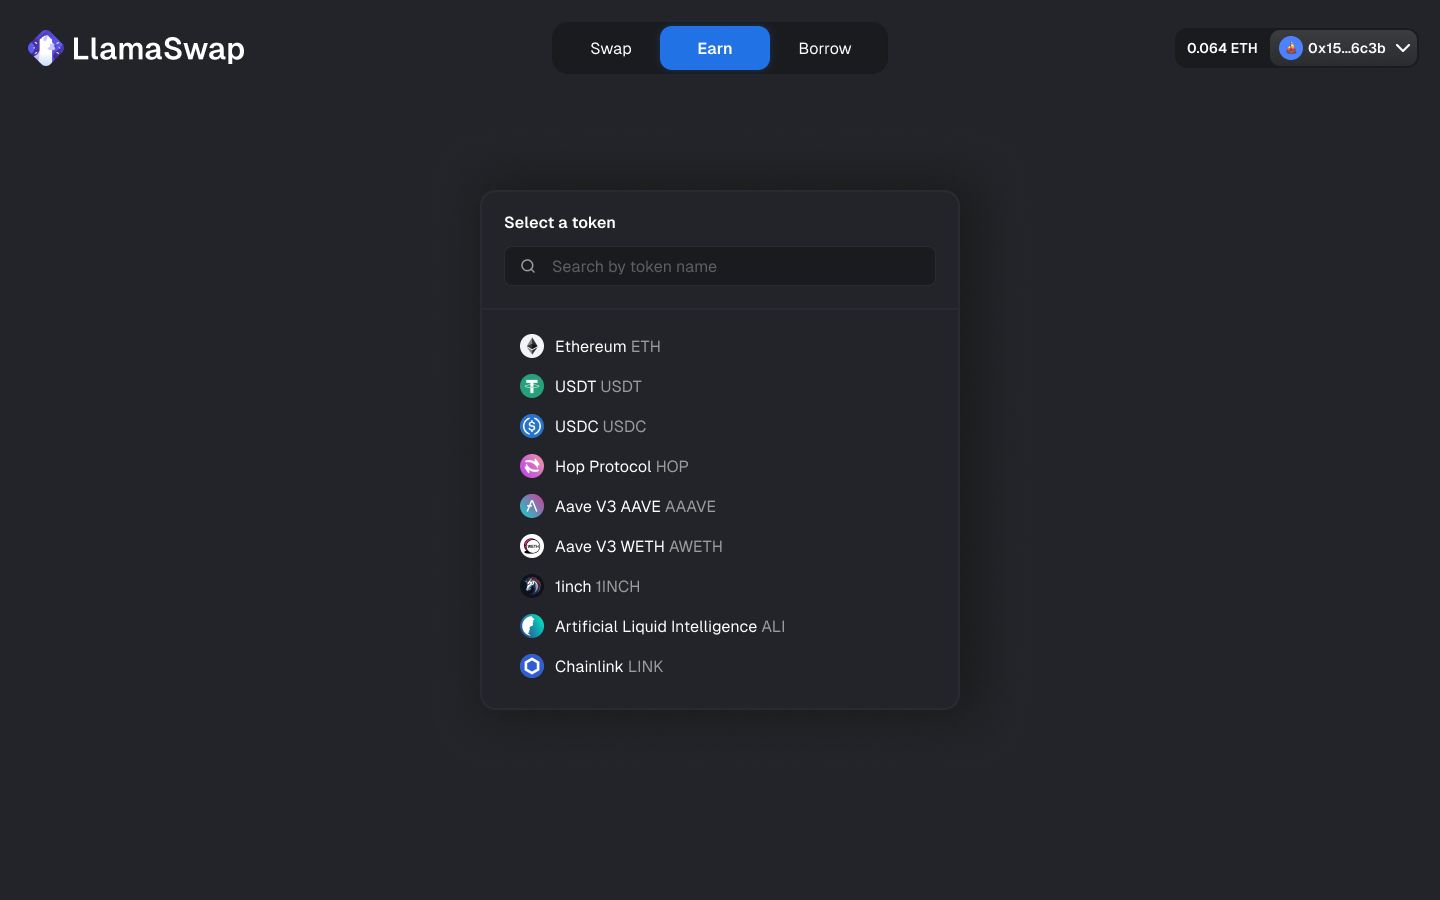 LlamaSwap
Swap
Earn
Borrow
0.064 ETH
0x15...6c3b
Select a token
Search by token name
Ethereum ETH
USDT USDT
USDC USDC
Hop Protocol HOP
Aave V3 AAVE AAAVE
Aave V3 WETH AWETH
1inch 1INCH
Artificial Liquid Intelligence ALI
Chainlink LINK